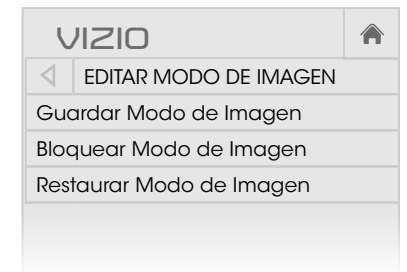 VIZIO
EDITAR MODO DE IMAGEN
Guardar Modo de Imagen
Bloquear Modo de Imagen
Restaurar Modo de Imagen